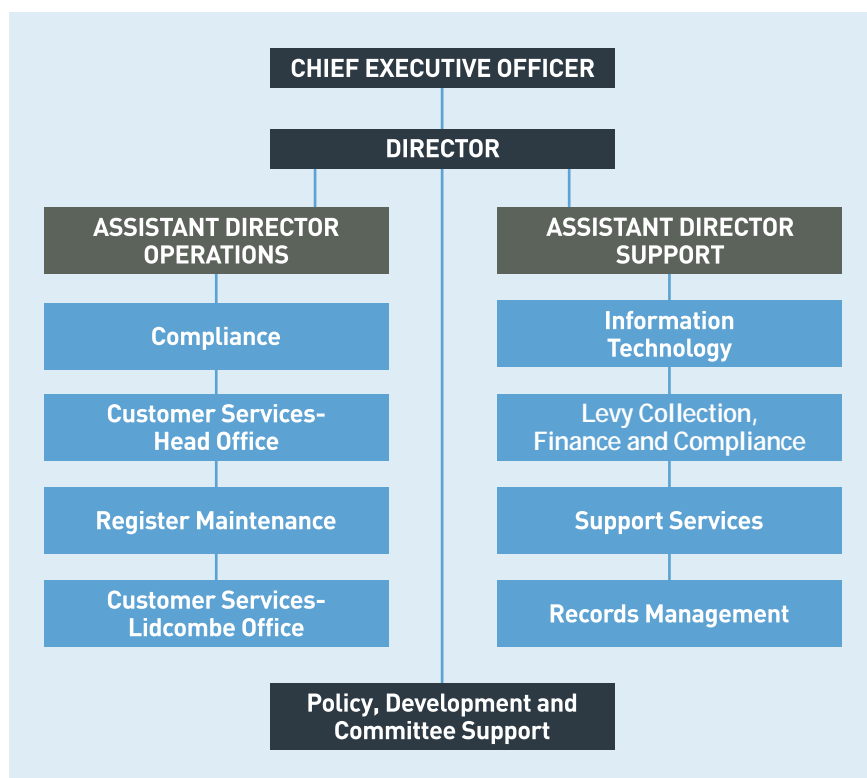 CHIEF EXECUTIVE OFFICER
DIRECTOR
ASSISTANT DIRECTOR
OPERATIONS
Compliance
Customer Services-
Head Office
Register Maintenance
Customer Services-
Lidcombe Office
ASSISTANT DIRECTOR
SUPPORT
Information
Technology
Levy Collection,
Finance and Compliance
Support Services
Records Management
Policy, Development and
Committee Support